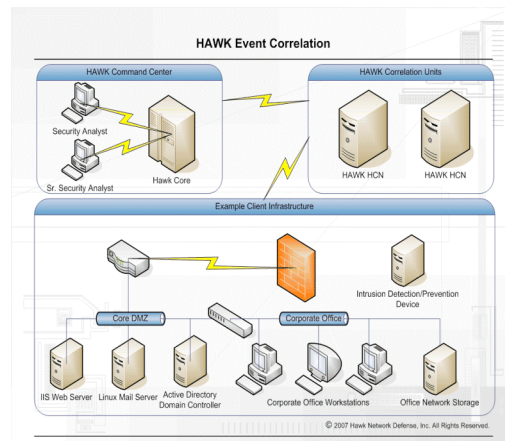 HAWK Event Correlation
HAWK Command Center
HAWK Correlation Units
Security Analyst
Sr. Security Analyst
Hawk Core
HAWK HCN
HAWK HCN
Example Client Infrastructure
Intrusion Detection/Prevention
Device
Core DMZ
Corporate Office
IIS Web Server
Linux Mail Server
Active Directory
Domain Controller
Corporate Office Workstations
Office Network Storage
© 2007 Hawk Network Defense, Inc. All Rights Reserved.